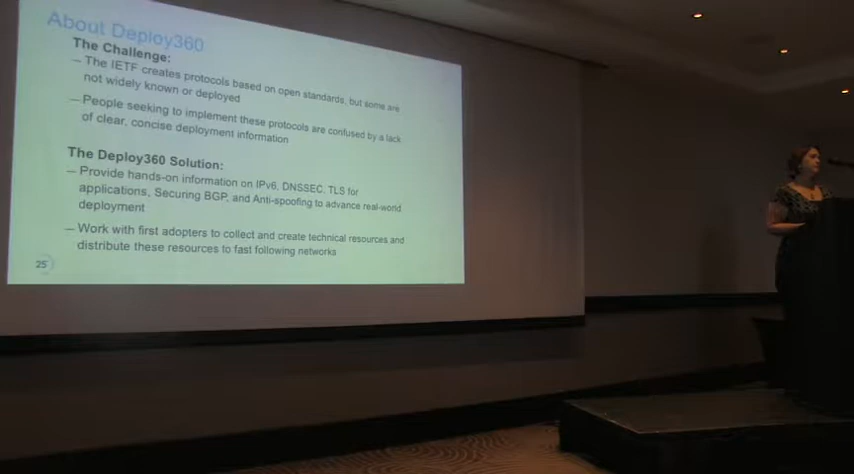 About Deploy360
The Challenge:
– The IETF creates protocols based on open standards, but some are
not widely known or deployed
– People seeking to implement these protocols are confused by a lack
of clear, concise deployment information
The Deploy360 Solution:
– Provide hands-on information on IPv6, DNSSEC, TLS for
applications, Securing BGP, and Anti-spoofing to advance real-world
deployment
– Work with first adopters to collect and create technical resources and
distribute these resources to fast following networks
25